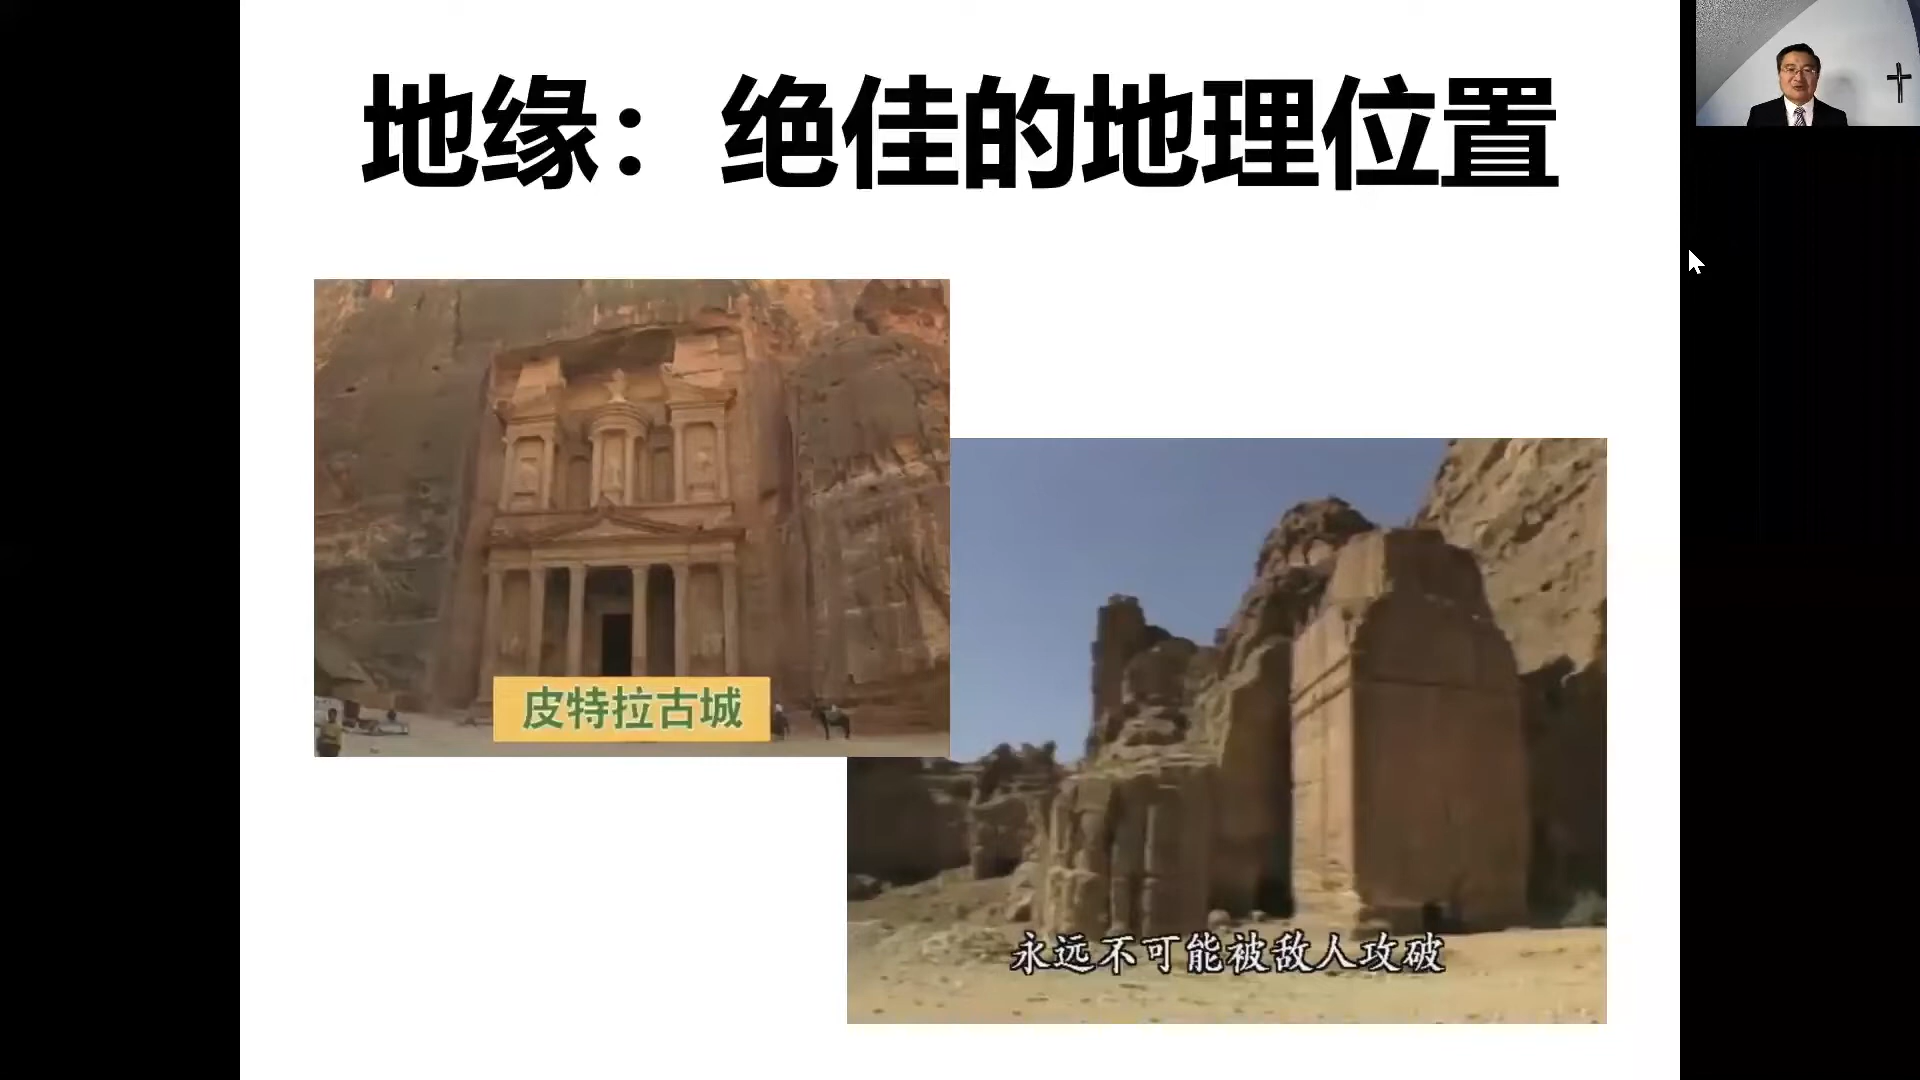 地缘：绝佳的地理位置
皮特拉古城
永远不可能被敌人攻破